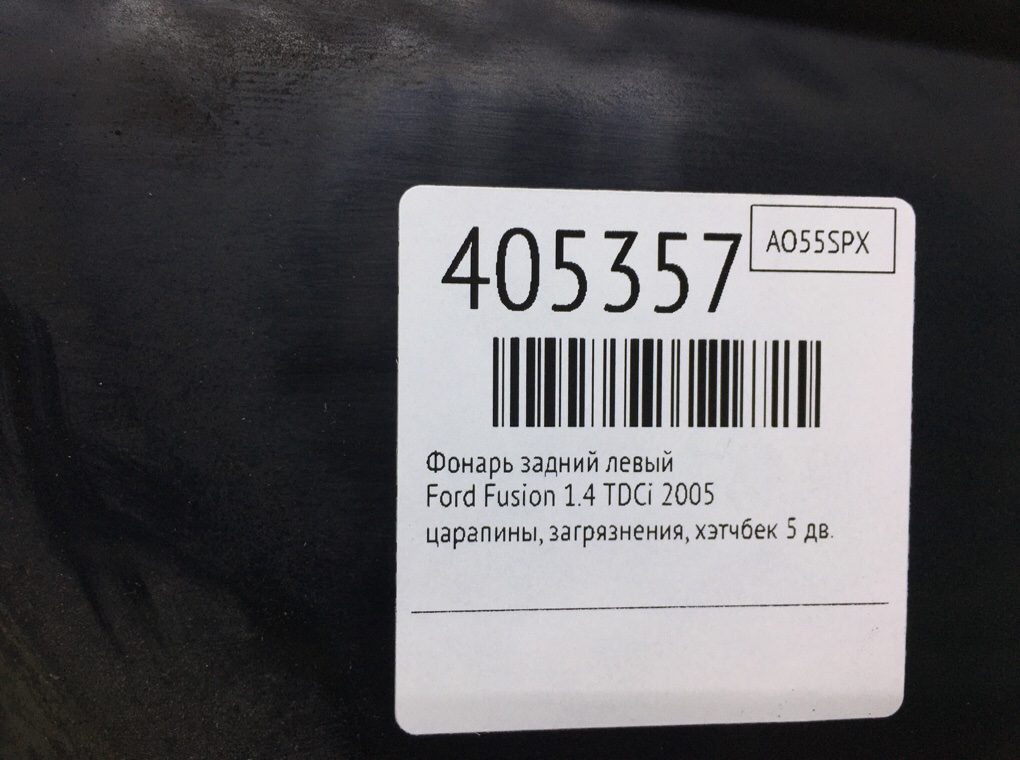 405357
AO55SPX
Фонарь задний левый
Ford Fusion 1.4 TDCi 2005
царапины, загрязнения, хэтчбек 5 дв.